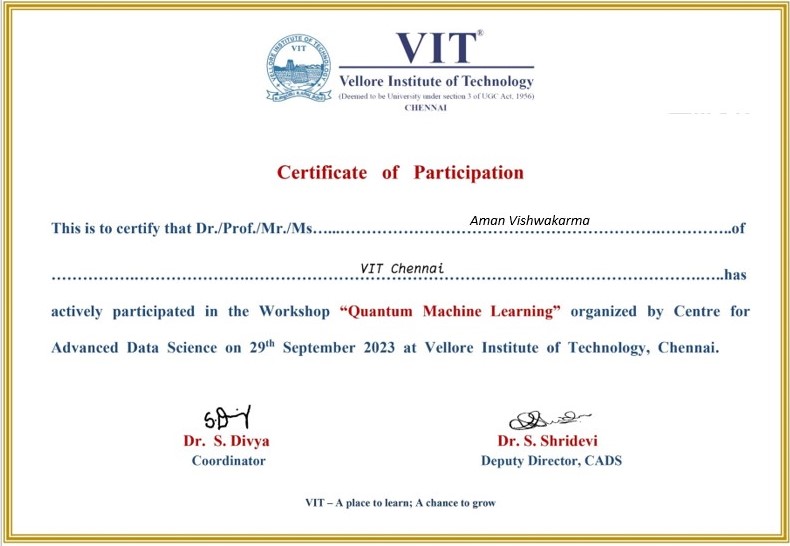 VELLORE INSTITUTE OF TECHNOLOGY
VIT
VIT®
Vellore Institute of Technology
(Deemed to be University under section 3 of UGC Act, 1956)
CHENNAI
Certificate of Participation
This is to certify that Dr./Prof./Mr./Ms...... Aman Vishwakarma ......of
...... VIT Chennai ......has
actively participated in the Workshop “Quantum Machine Learning” organized by Centre for
Advanced Data Science on 29th September 2023 at Vellore Institute of Technology, Chennai.
S.Divy
Dr. S. Divya
Dr. S. Shridevi
Coordinator
Deputy Director, CADS
VIT – A place to learn; A chance to grow